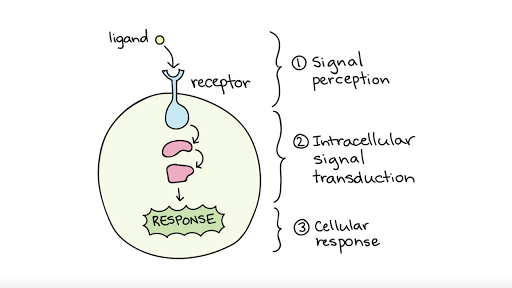 ligand
receptor
① Signal
perception
② Intracellular
signal
transduction
RESPONSE
③ Cellular
response